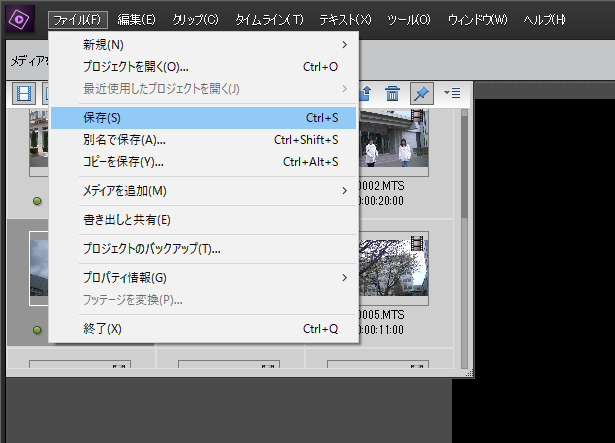 ファイル(F) 編集(E) クリップ(C) タイムライン(T) テキスト(X) ツール(O) ウィンドウ(W) ヘルプ(H)
メディアを
新規(N)
プロジェクトを開く(O)... Ctrl+O
最近使用したプロジェクトを開く(J)
保存(S) Ctrl+S
別名で保存(A)... Ctrl+Shift+S
コピーを保存(Y)... Ctrl+Alt+S
メディアを追加(M)
0002.MTS
0:00:20:00
書き出しと共有(E)
プロジェクトのバックアップ(T)...
プロパティ情報(G)
フッテージを変換(P)...
0005.MTS
0:00:11:00
終了(X) Ctrl+Q